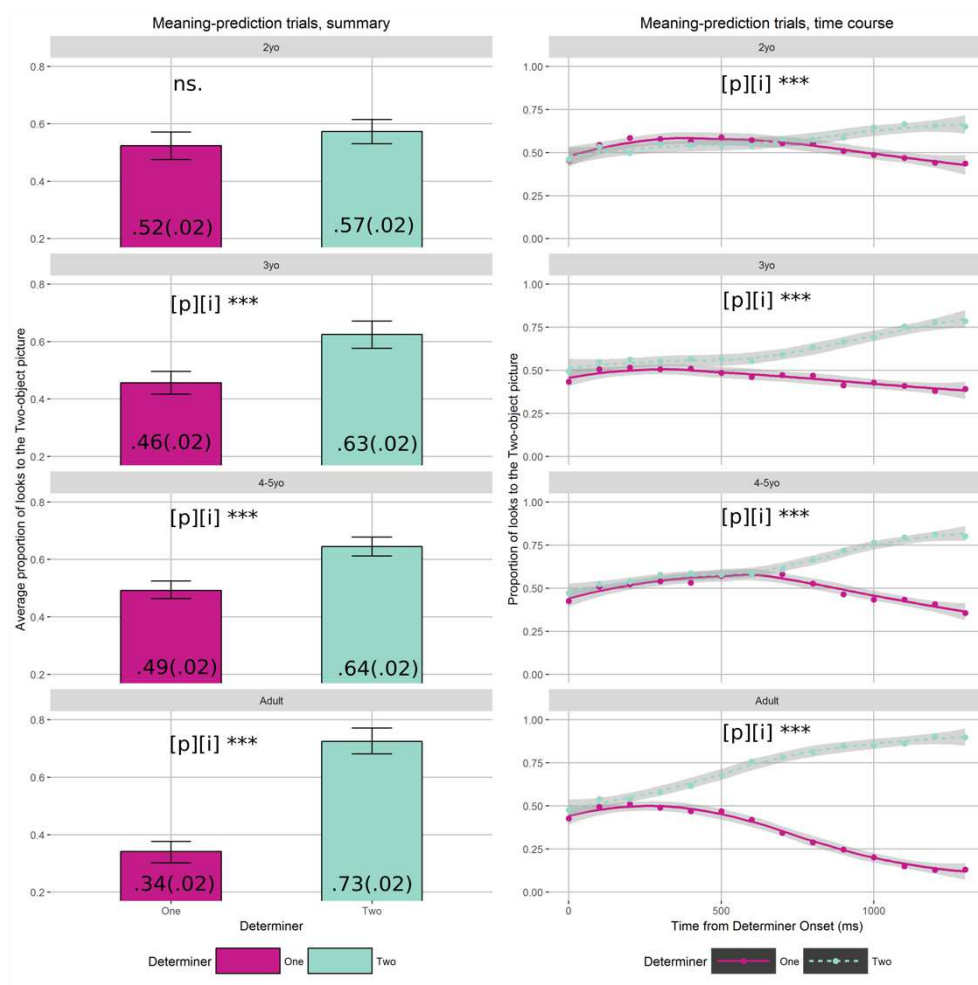 Meaning-prediction trials, summary
2yo
0.8
0.6
0.4
0.2
ns.
.52(.02)
.57(.02)
3yo
0.8
0.6
0.4
0.2
[p][i] ***
.46(.02)
.63(.02)
4-5yo
0.8
0.6
0.4
0.2
[p][i] ***
.49(.02)
.64(.02)
Adult
0.8
0.6
0.4
0.2
[p][i] ***
.34(.02)
.73(.02)
One
Two
Average proportion of looks to the Two-object picture
Determiner
Determiner One Two
Meaning-prediction trials, time course
2yo
1.00
0.75
0.50
0.25
0.00
[p][i] ***
3yo
1.00
0.75
0.50
0.25
0.00
[p][i] ***
4-5yo
1.00
0.75
0.50
0.25
0.00
[p][i] ***
Adult
1.00
0.75
0.50
0.25
0.00
[p][i] ***
0
500
1000
Proportion of looks to the Two-object picture
Time from Determiner Onset (ms)
Determiner One Two